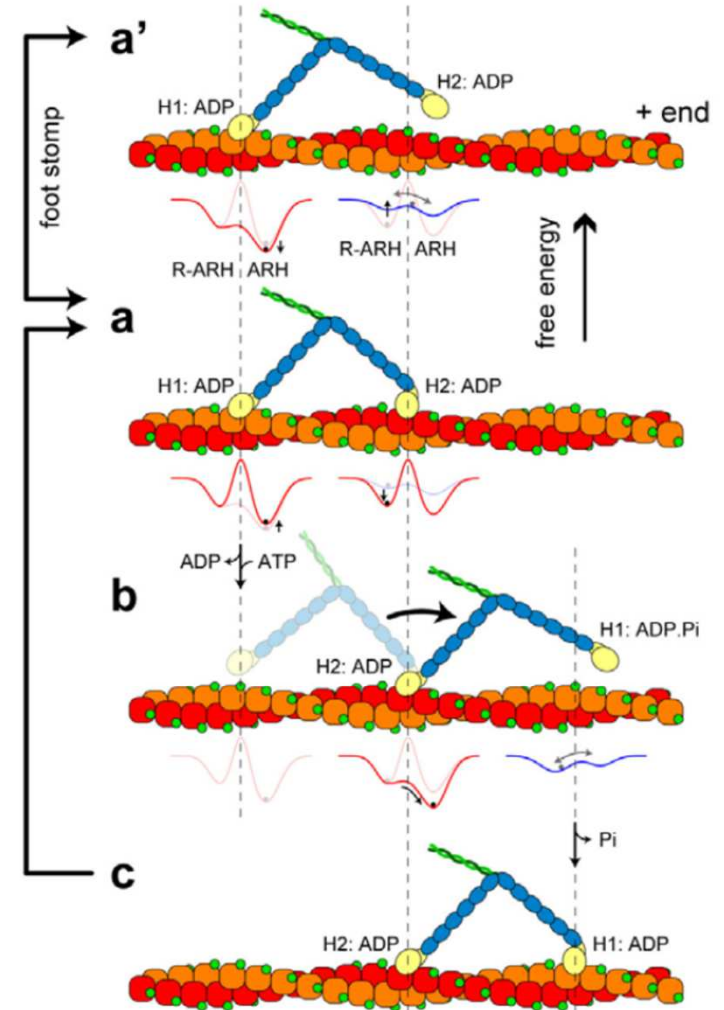 a’
H2: ADP
H1: ADP
+ end
foot stomp
R-ARH ARH
R-ARH ARH
free energy
a
H1: ADP
H2: ADP
ADP
ATP
b
H1: ADP.Pi
H2: ADP
Pi
c
H2: ADP
H1: ADP